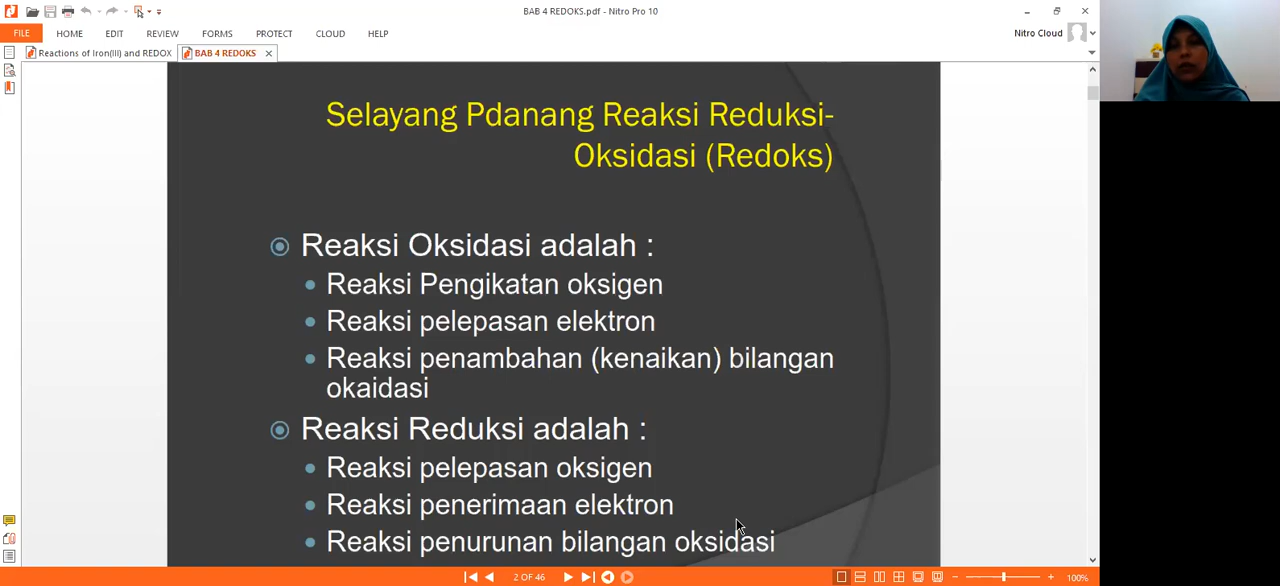 BAB 4 REDOKS.pdf - Nitro Pro 10
FILE HOME EDIT REVIEW FORMS PROTECT CLOUD HELP
Nitro Cloud
Reactions of Iron(III) and REDOX BAB 4 REDOKS
Selayang Pdanang Reaksi Reduksi-
Oksidasi (Redoks)
Reaksi Oksidasi adalah :
Reaksi Pengikatan oksigen
Reaksi pelepasan elektron
Reaksi penambahan (kenaikan) bilangan
okaidasi
Reaksi Reduksi adalah :
Reaksi pelepasan oksigen
Reaksi penerimaan elektron
Reaksi penurunan bilangan oksidasi
2 OF 46
100%